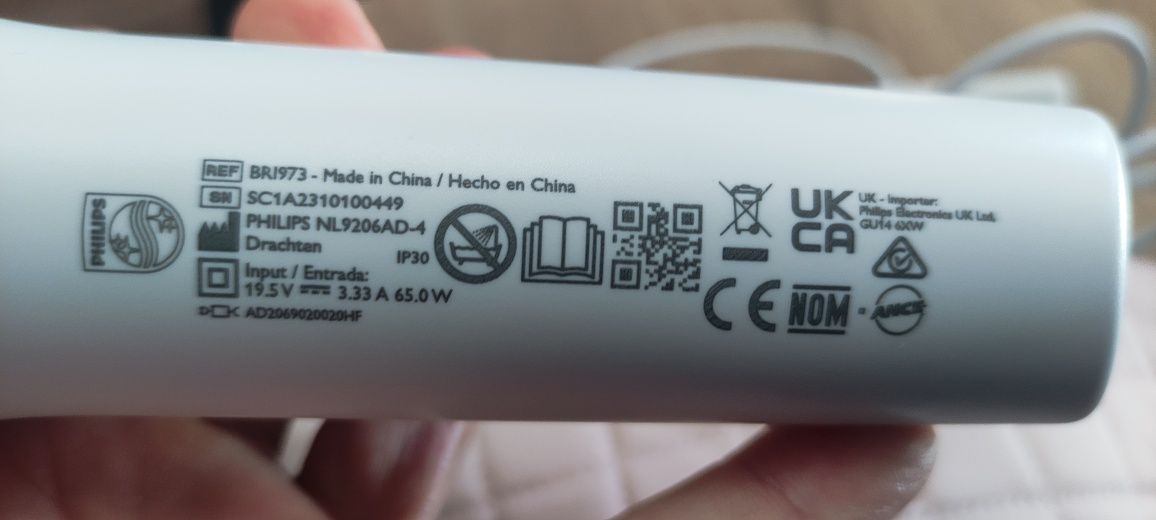 PHILIPS
REF BRI973 - Made in China / Hecho en China
SN SC1A2310100449
PHILIPS NL9206AD-4
Drachten
IP30
Input / Entrada:
19.5V 3.33 A 65.0 W
AD2069020020HF
UK
CA
UK - Importer:
Philips Electronics UK Ltd.
GU14 6XW
CE NOM - ANCE